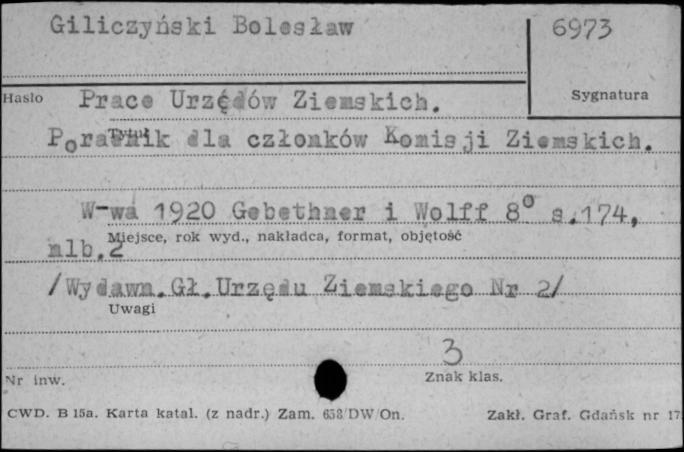 Giliczyński Bolesław 6973
Hasło Prace Urzędów Ziemskich. Sygnatura
Tytuł
Poradnik dla członków Komisji Ziemskich.
W-wa 1920 Gebethner i Wolff 8° s.174,
Miejsce, rok wyd., nakładca, format, objętość
nlb.2
/Wydawn.Gł.Urzędu Ziemskiego Nr 2/
Uwagi
3
Nr inw. Znak klas.
CWD. B 15a. Karta katal. (z nadr.) Zam. 658/DW/On. Zakł. Graf. Gdańsk nr 17